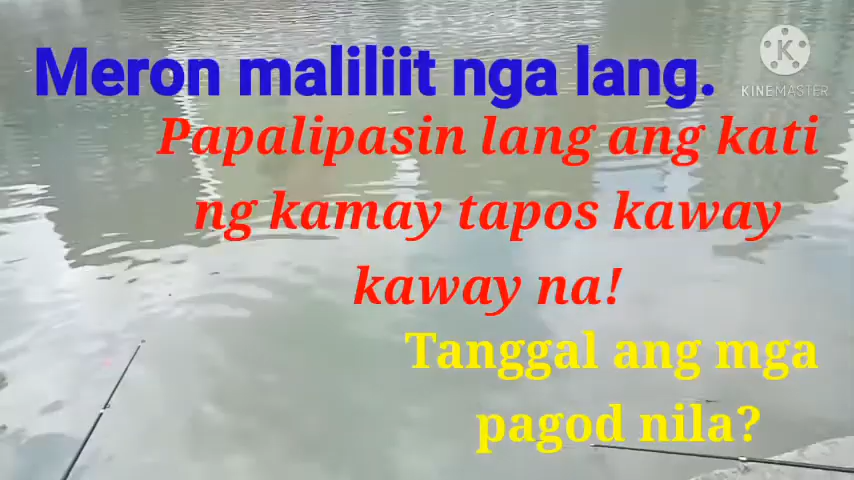 Meron maliliit nga lang.
KINEMASTER
Papalipasin lang ang kati
ng kamay tapos kaway
kaway na!
Tanggal ang mga
pagod nila?